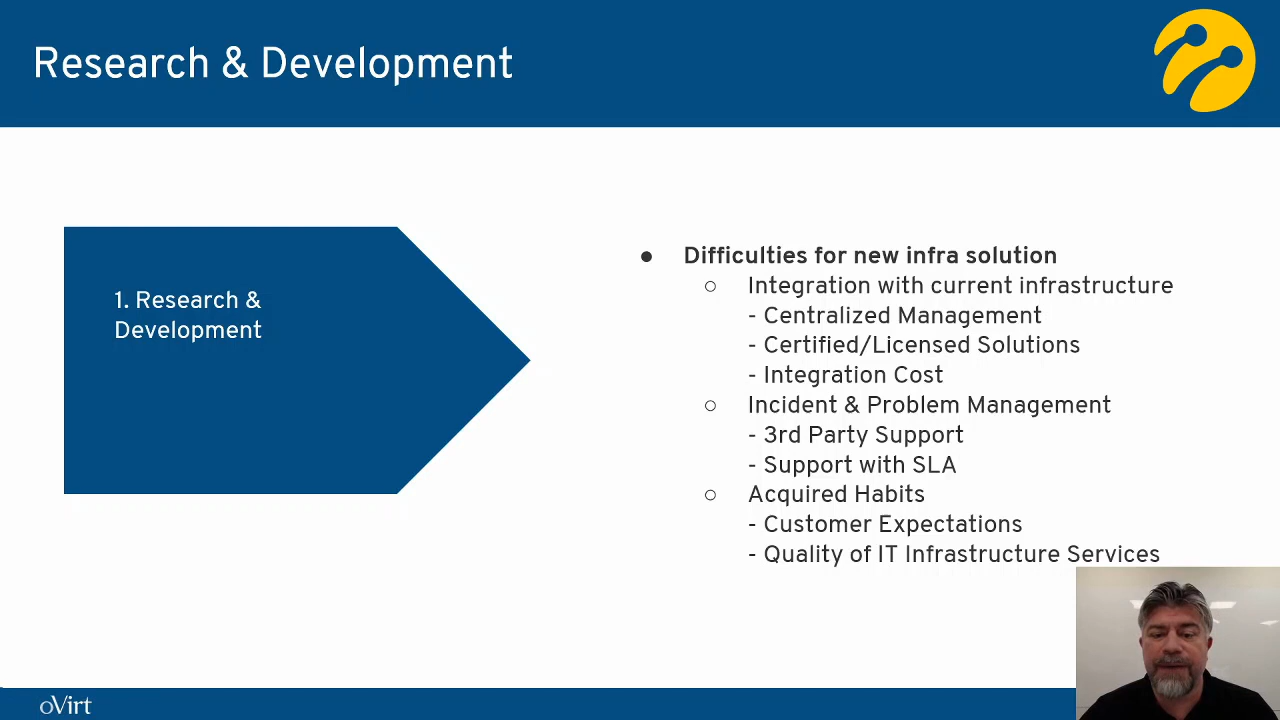 Research & Development
1. Research &
Development
● Difficulties for new infra solution
○ Integration with current infrastructure
- Centralized Management
- Certified/Licensed Solutions
- Integration Cost
○ Incident & Problem Management
- 3rd Party Support
- Support with SLA
○ Acquired Habits
- Customer Expectations
- Quality of IT Infrastructure Services
oVirt